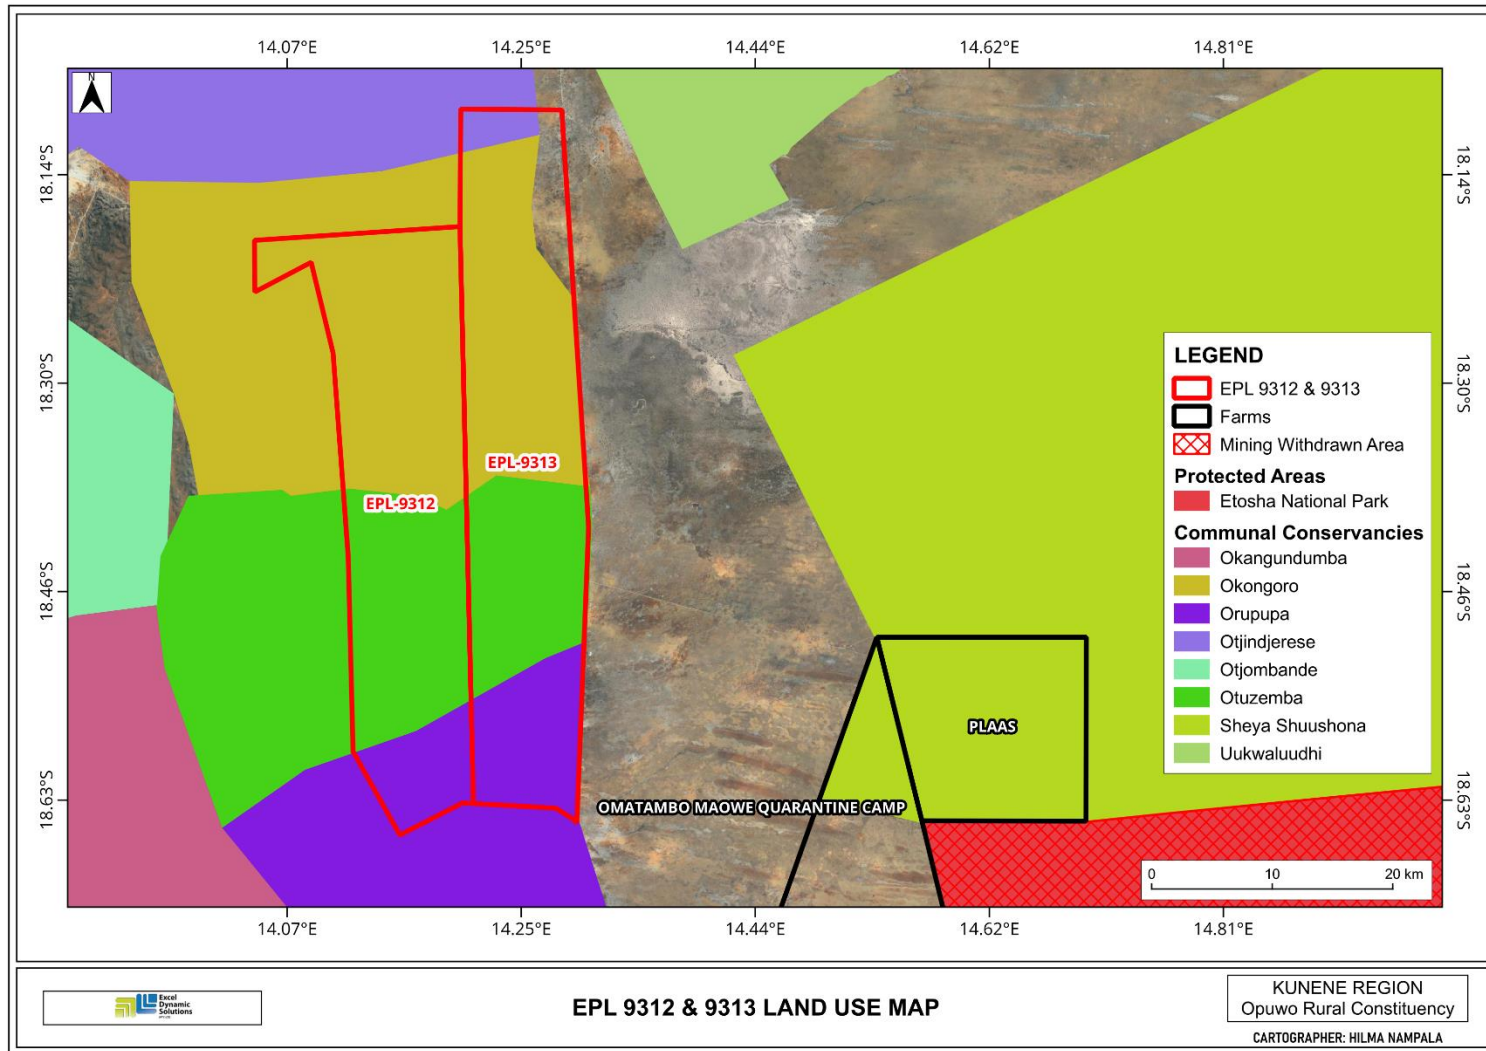 14.07°E 14.25°E 14.44°E 14.62°E 14.81°E
N
18.14°S
18.30°S
18.46°S
18.63°S
18.14°S
18.30°S
18.46°S
18.63°S
EPL-9313
EPL-9312
PLAAS
OMATAMBO MAOWE QUARANTINE CAMP
LEGEND
EPL 9312 & 9313
Farms
Mining Withdrawn Area
Protected Areas
Etosha National Park
Communal Conservancies
Okangundumba
Okongoro
Orupupa
Otjindjerese
Otjombande
Otuzemba
Sheya Shuushona
Uukwaluudhi
0 10 20 km
14.07°E 14.25°E 14.44°E 14.62°E 14.81°E
Excel
Dynamic
Solutions
EPL 9312 & 9313 LAND USE MAP
KUNENE REGION
Opuwo Rural Constituency
CARTOGRAPHER: HILMA NAMPALA